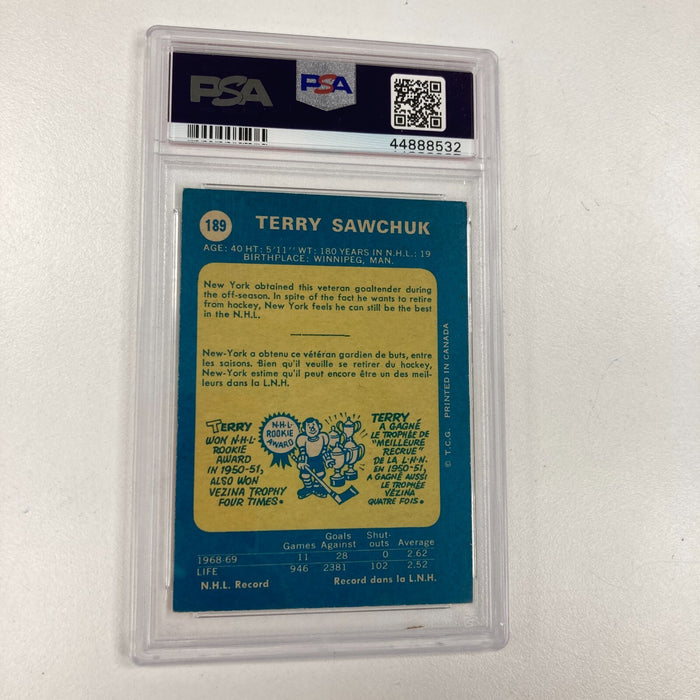 PSA
PSA
44888532
189
TERRY SAWCHUK
AGE: 40 HT: 5'11" WT: 180 YEARS IN N.H.L.: 19
BIRTHPLACE: WINNIPEG, MAN.
New York obtained this veteran goaltender during
the off-season. In spite of the fact he wants to retire
from hockey, New York feels he can still be the best
in the N.H.L.
New-York a obtenu ce vétéran gardien de buts, entre
les saisons. Bien qu'il veuille se retirer du hockey,
New-York estime qu'il peut encore être un des meil-
leurs dans la L.N.H.
TERRY
WON N-H-L-
ROOKIE
AWARD
IN 1950-51,
ALSO WON
VEZINA TROPHY
FOUR TIMES.
N-H-L
ROOKIE
AWARD
TERRY
A GAGNÉ
LE TROPHÉE DE
"MEILLEURE
RECRUE"
DE LA L-H-N.
EN 1950-51,
A GAGNÉ AUSSI
LE TROPHÉE
VÉZINA
QUATRE FOIS.
© T.C.G. PRINTED IN CANADA
Games Goals Against Shut-outs Average
1968-69 11 28 0 2.62
LIFE 946 2381 102 2.52
N.H.L. Record Record dans la L.N.H.